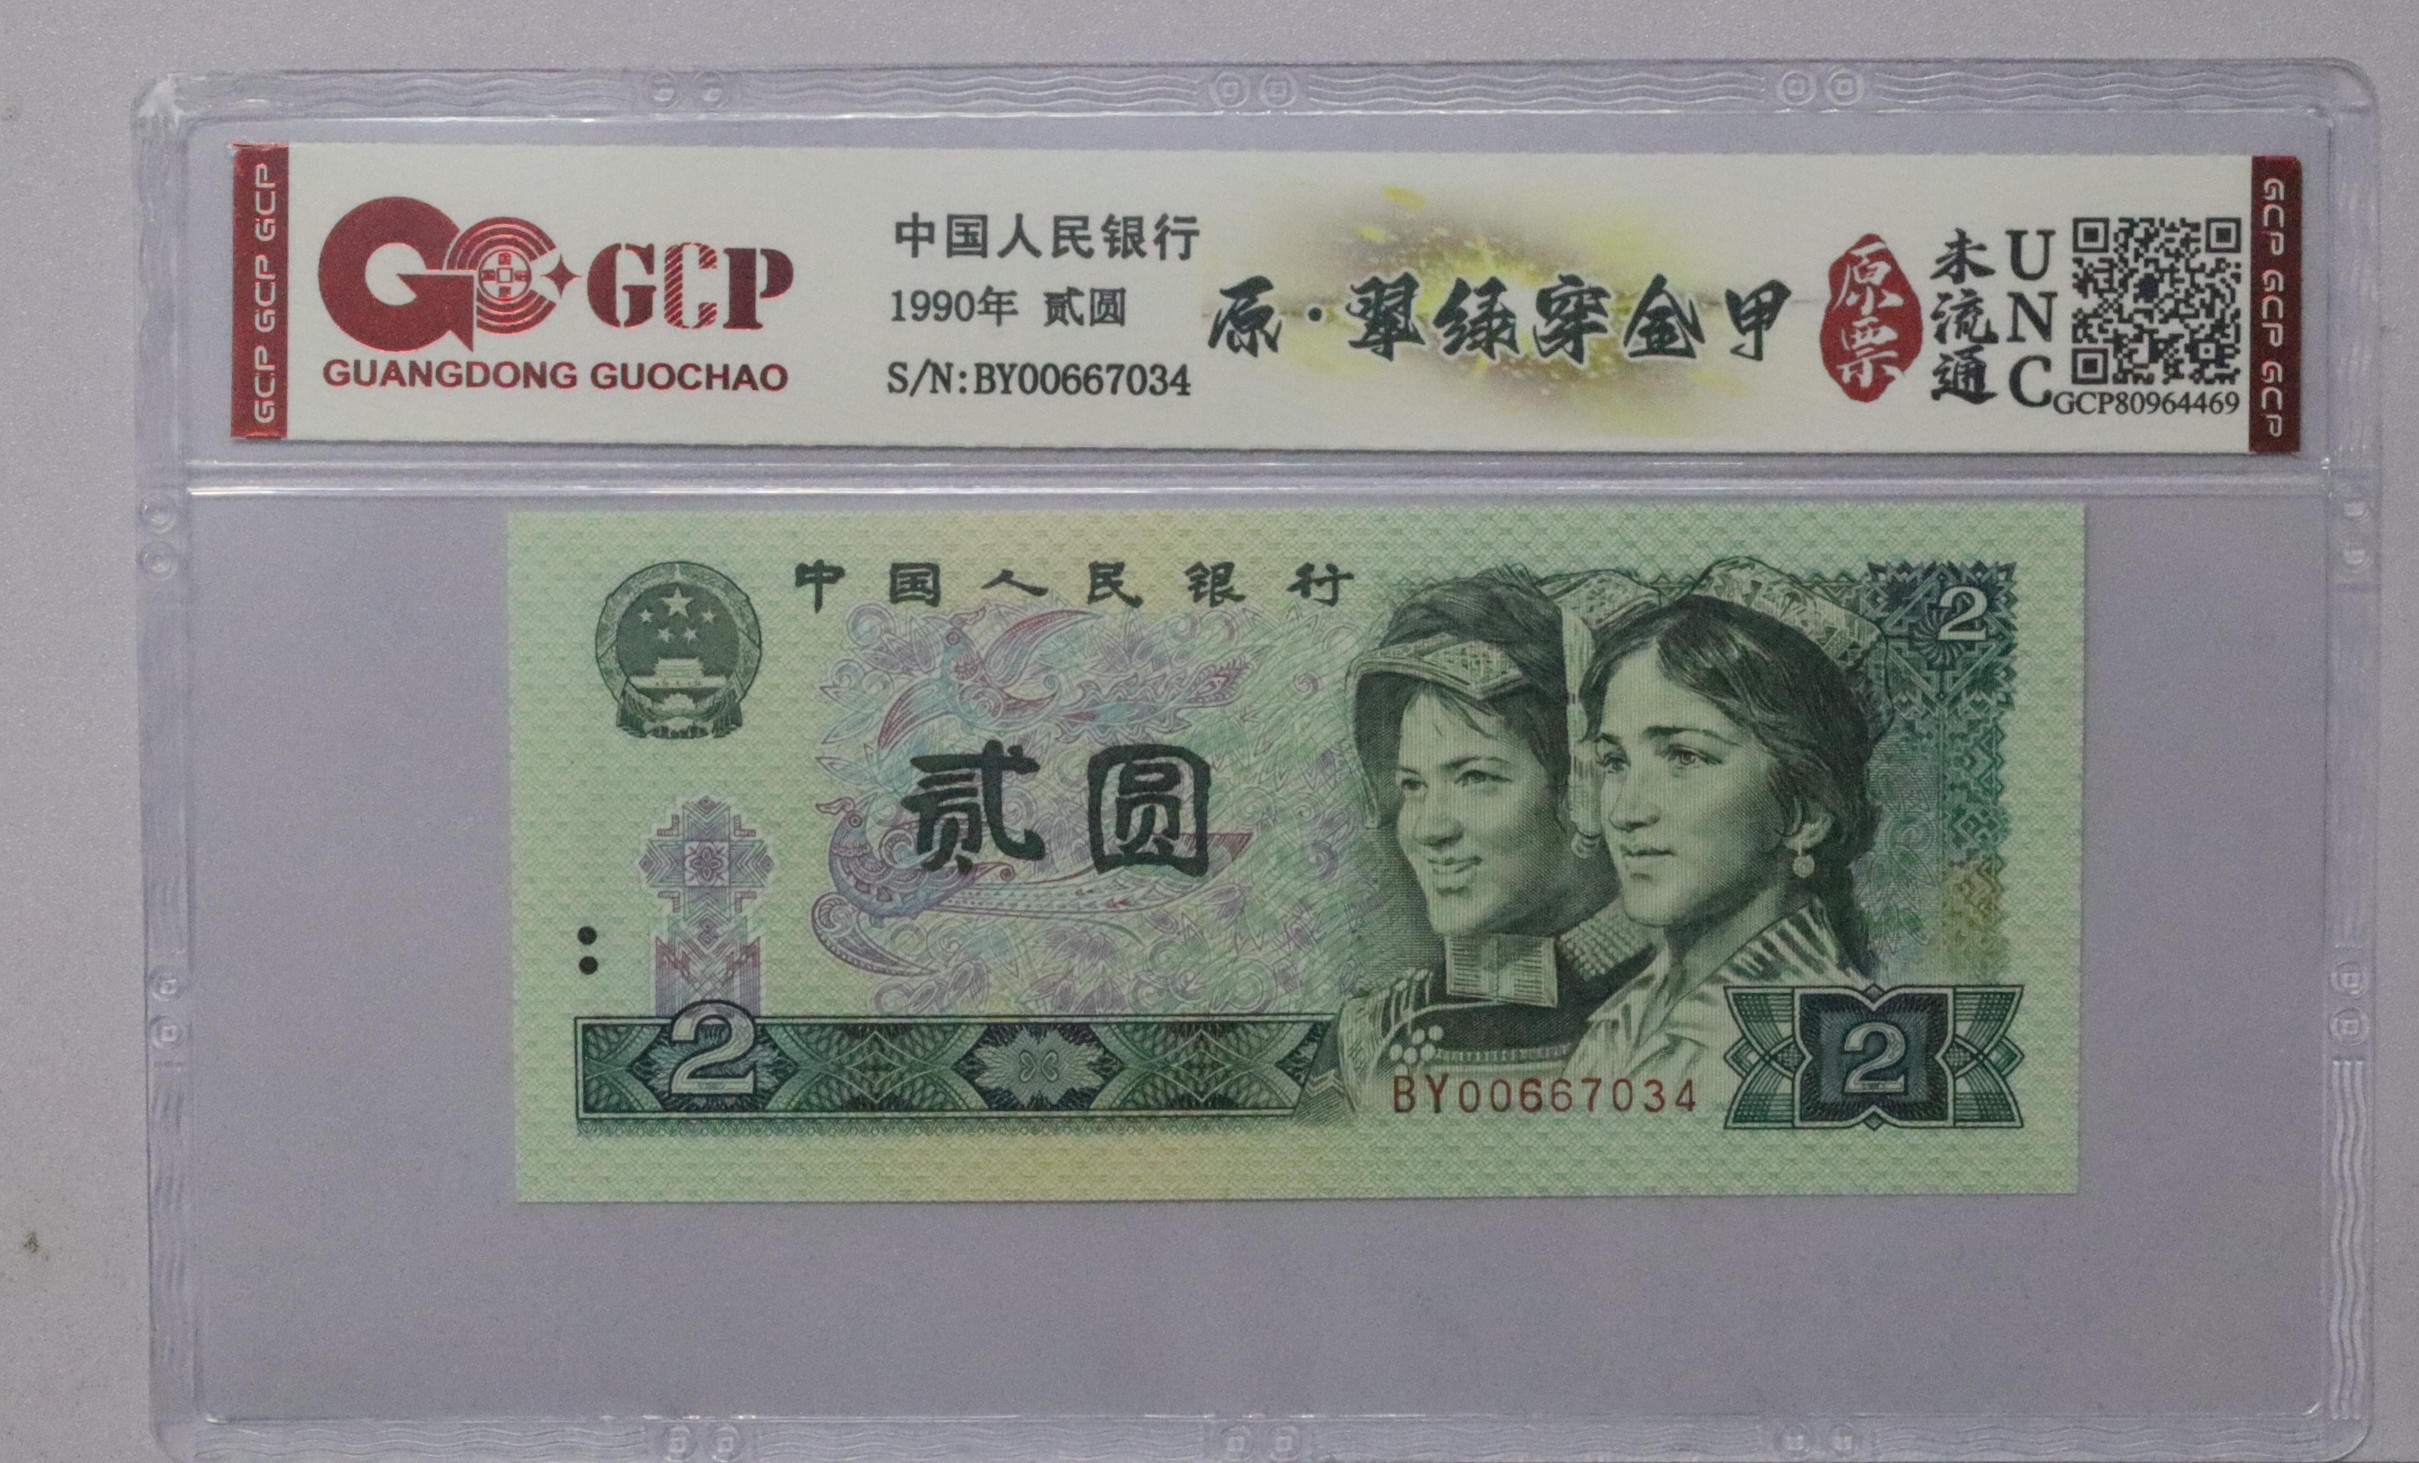 GCP GCP GCP
GCP
GUANGDONG GUOCHAO
中国人民银行
1990年 贰圆
S/N:BY00667034
原·翠绿穿金甲
原票
未流通
UNC
GCP80964469
GCP GCP GCP
中国人民银行
2
贰圆
2
BY00667034
2